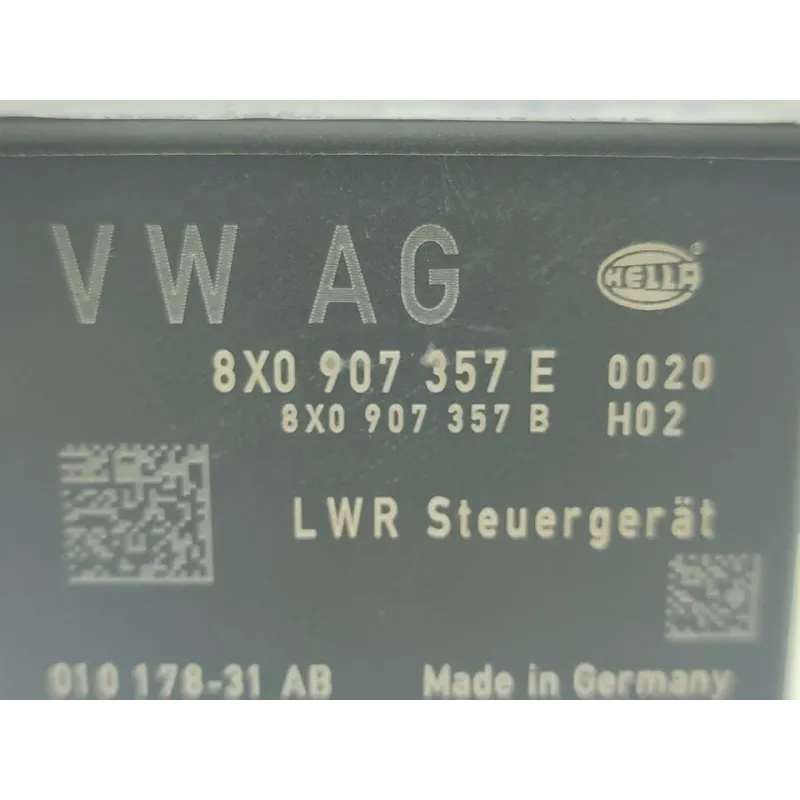 VW AG HELLA
8X0 907 357 E 0020
8X0 907 357 B H02
LWR Steuergerät
010 178-31 AB Made in Germany